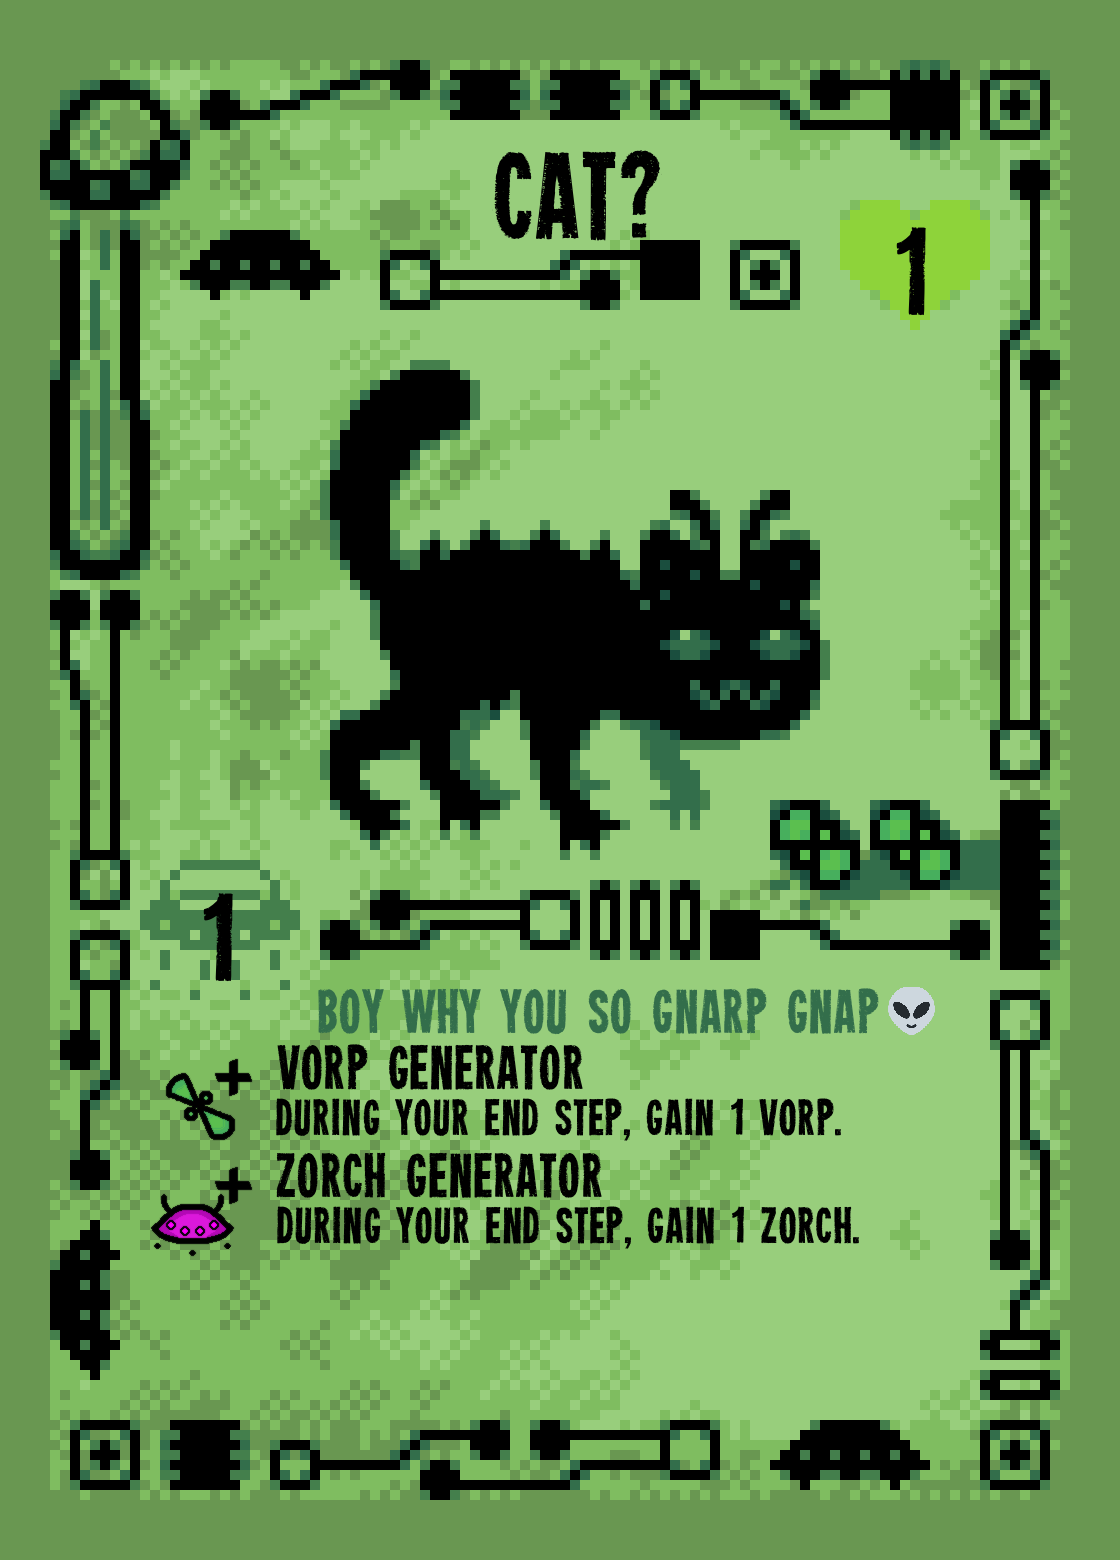 CAT?
1
1
BOY WHY YOU SO GNARP GNAP👽
+ VORP GENERATOR
DURING YOUR END STEP, GAIN 1 VORP.
+ ZORCH GENERATOR
DURING YOUR END STEP, GAIN 1 ZORCH.